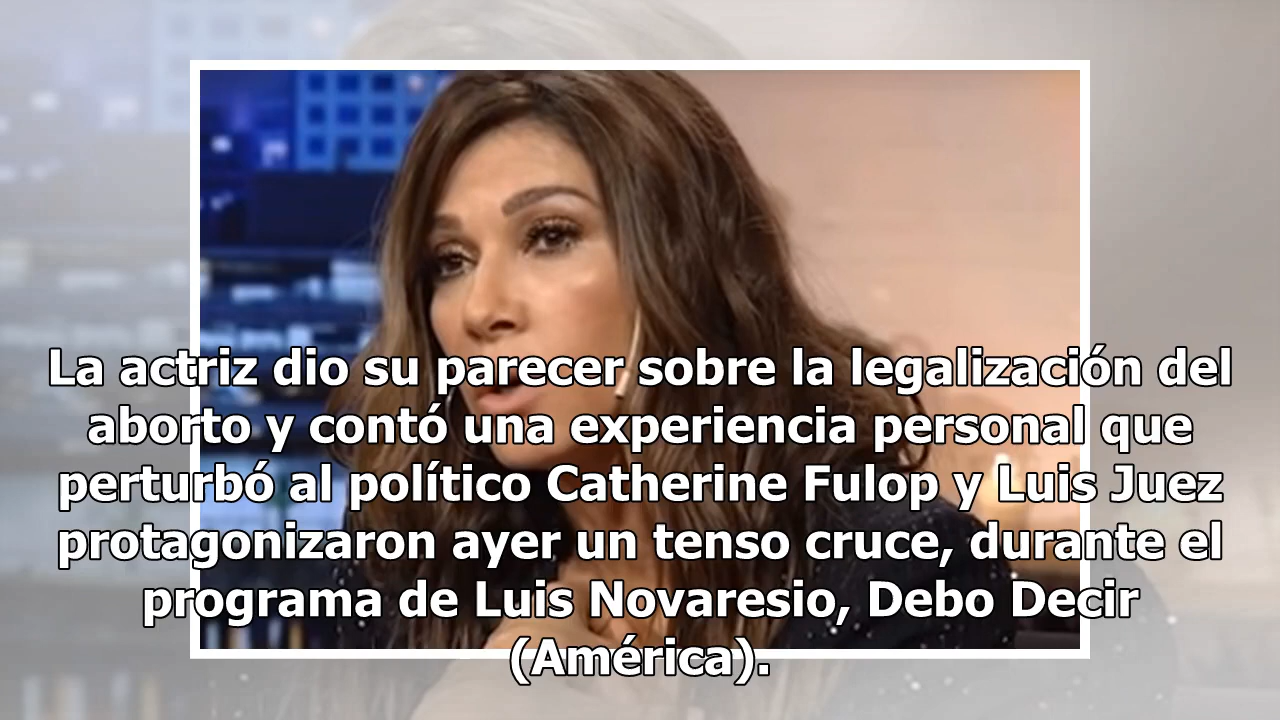 La actriz dio su parecer sobre la legalización del
aborto y contó una experiencia personal que
perturbó al político Catherine Fulop y Luis Juez
protagonizaron ayer un tenso cruce, durante el
programa de Luis Novaresio, Debo Decir
(América).